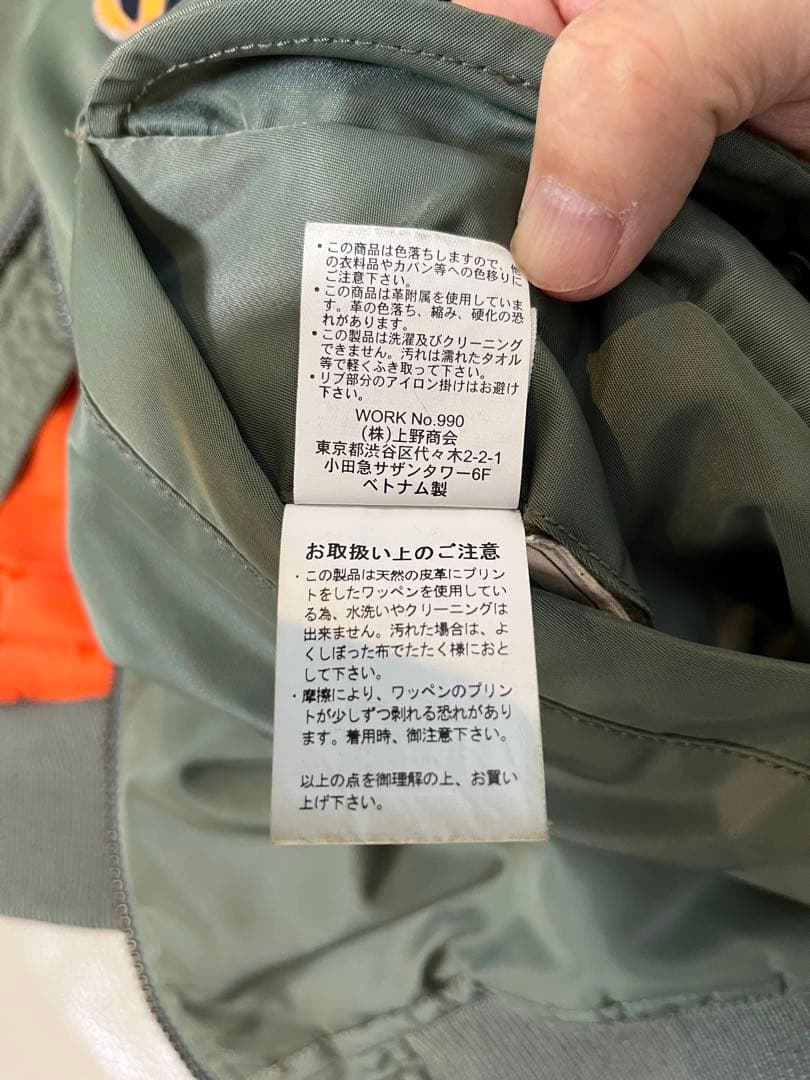 ・この商品は色落ちしますので、他
の衣料品やカバン等への色移りに
ご注意下さい。
・この商品は革附属を使用していま
す。革の色落ち、縮み、硬化の恐
れがあります。
・この製品は洗濯及びクリーニング
できません。汚れは濡れたタオル
等で軽くふき取って下さい。
・リブ部分のアイロン掛けはお避け
下さい。
WORK No.990
(株)上野商会
東京都渋谷区代々木2-2-1
小田急サザンタワー6F
ベトナム製
お取扱い上のご注意
・この製品は天然の皮革にプリン
トをしたワッペンを使用してい
る為、水洗いやクリーニングは
出来ません。汚れた場合は、よ
くしぼった布でたたく様におと
して下さい。
・摩擦により、ワッペンのプリン
トが少しずつ剥れる恐れがあり
ます。着用時、御注意下さい。
以上の点を御理解の上、お買い
上げ下さい。